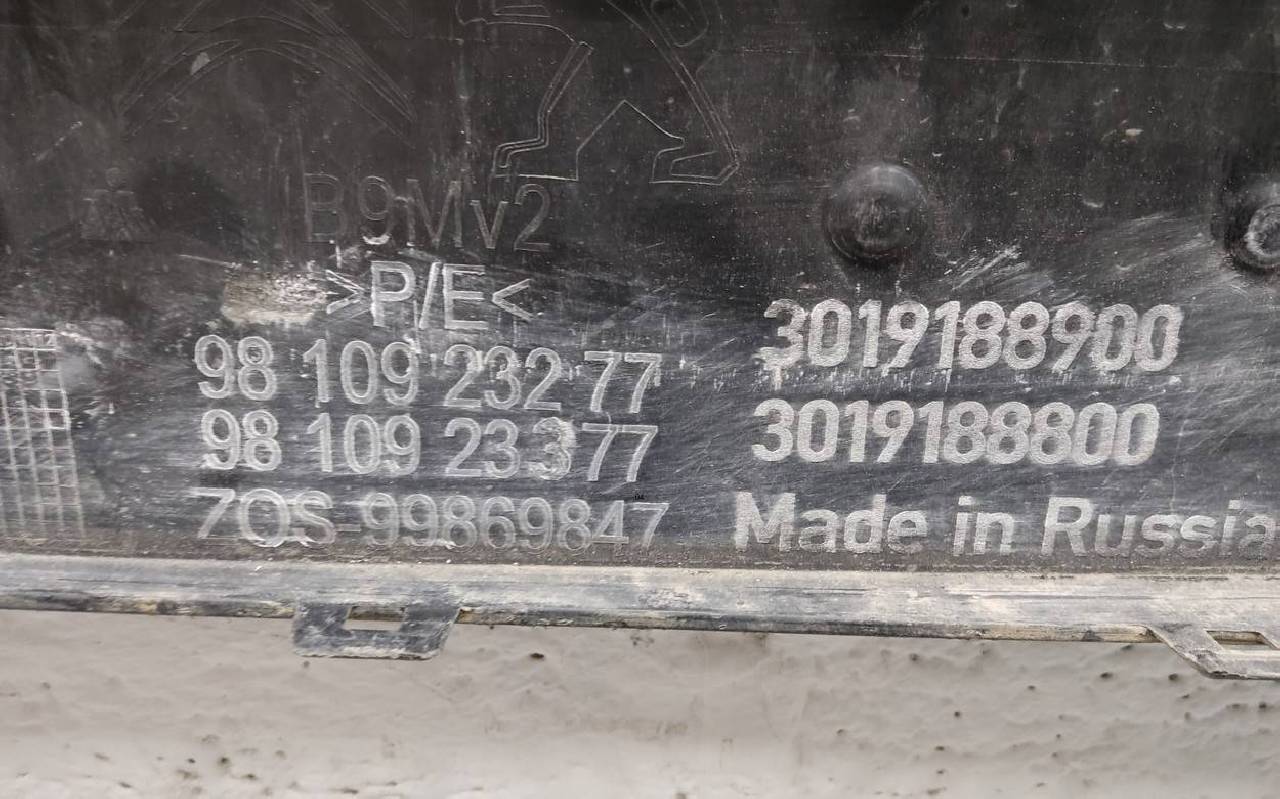 B9Mv2
>P/E<
98 109 232 77
98 109 233 77
7OS-99869847
3019188900
3019188800
Made in Russia